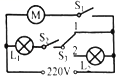 M S₁
1
L₁ S₂ S₃ 2 L₂
220V